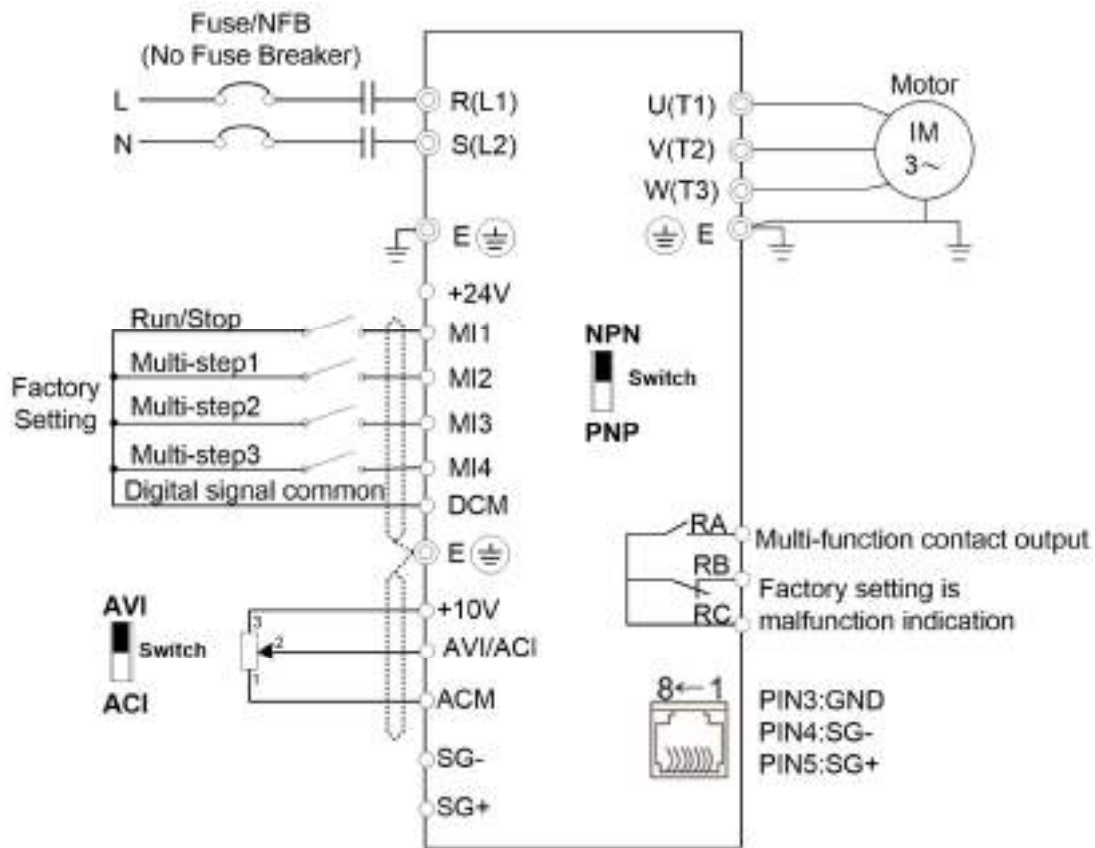 Fuse/NFB
(No Fuse Breaker)
L
R(L1)
N
S(L2)
E
U(T1)
V(T2)
W(T3)
E
Motor
IM
3~
+24V
Run/Stop
MI1
Multi-step1
MI2
Factory
Setting
Multi-step2
MI3
Multi-step3
MI4
Digital signal common
DCM
E
NPN
Switch
PNP
AVI
Switch
ACI
3
2
1
+10V
AVI/ACI
ACM
SG-
SG+
RA
RB
RC
Multi-function contact output
Factory setting is
malfunction indication
8←1
PIN3:GND
PIN4:SG-
PIN5:SG+